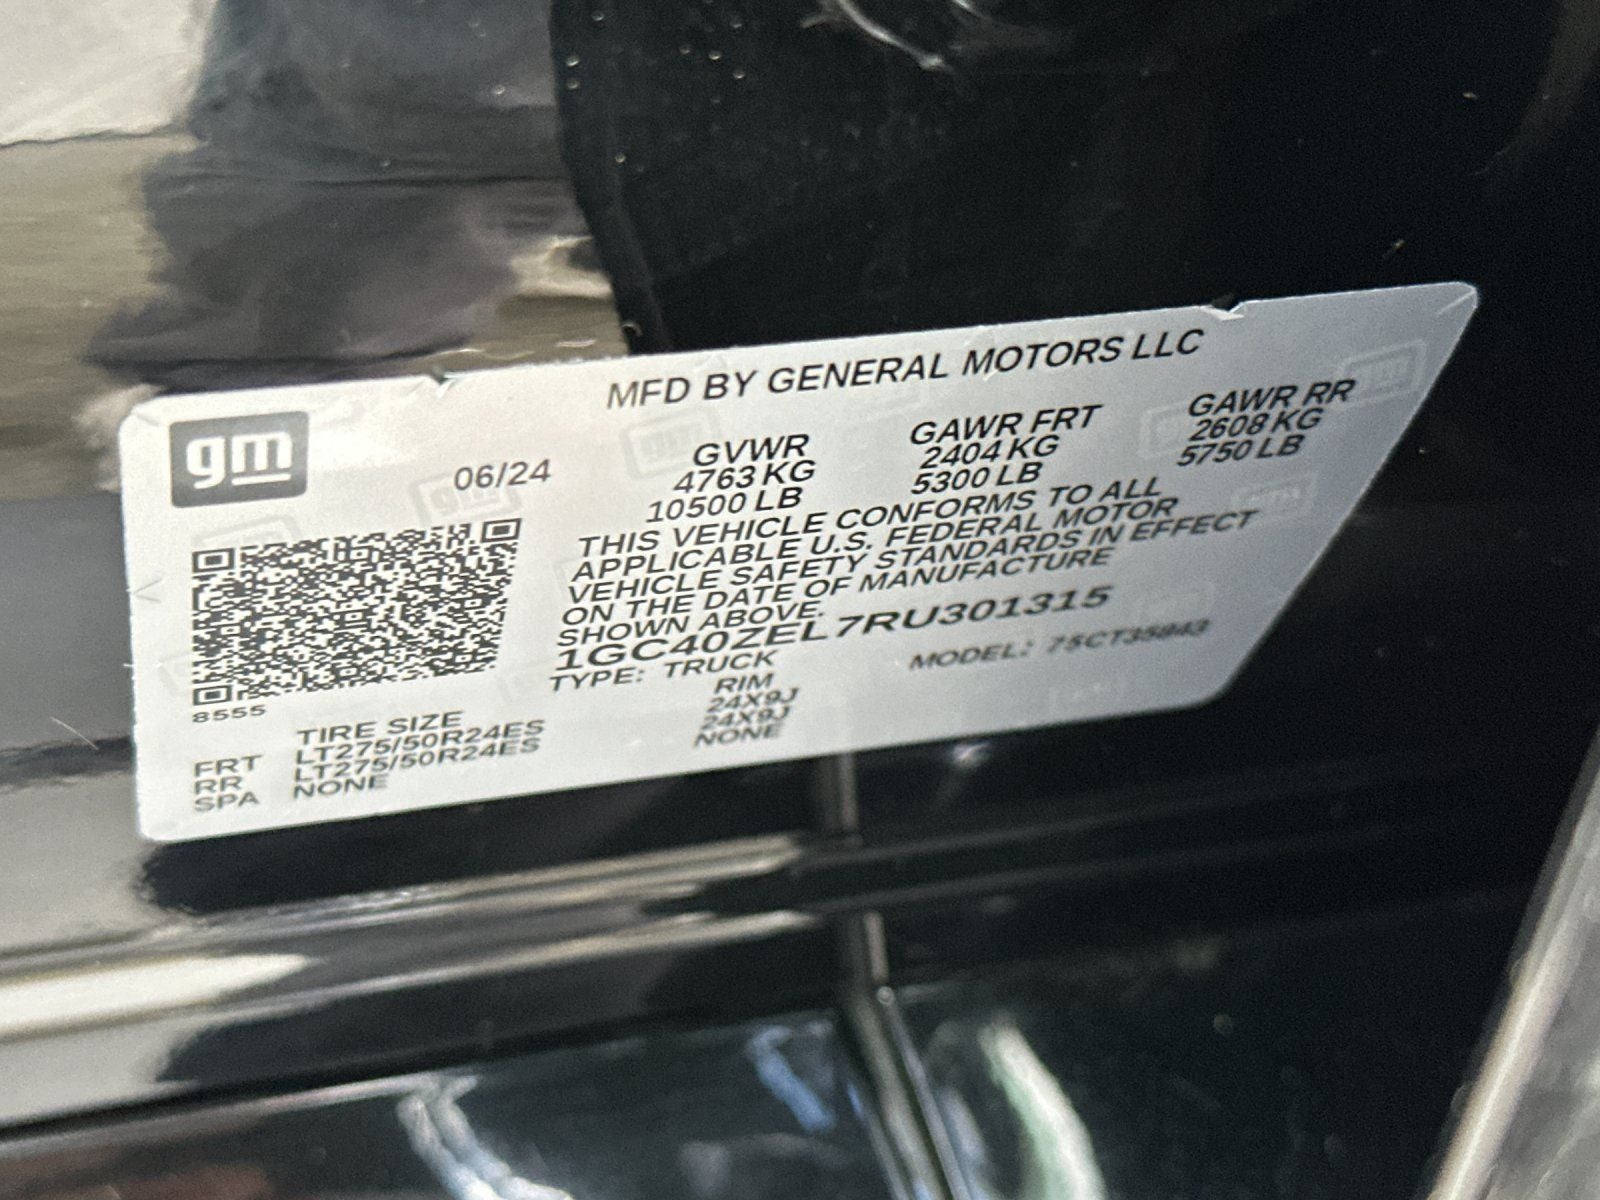 MFD BY GENERAL MOTORS LLC
gm
06/24
GVWR GAWR FRT GAWR RR
4763 KG 2404 KG 2608 KG
10500 LB 5300 LB 5750 LB
THIS VEHICLE CONFORMS TO ALL
APPLICABLE U.S. FEDERAL MOTOR
VEHICLE SAFETY STANDARDS IN EFFECT
ON THE DATE OF MANUFACTURE
SHOWN ABOVE.
1GC40ZEL7RU301315
TYPE: TRUCK MODEL: 75CT35843
8555
TIRE SIZE RIM
FRT LT275/50R24ES 24X9J
RR LT275/50R24ES 24X9J
SPA NONE NONE